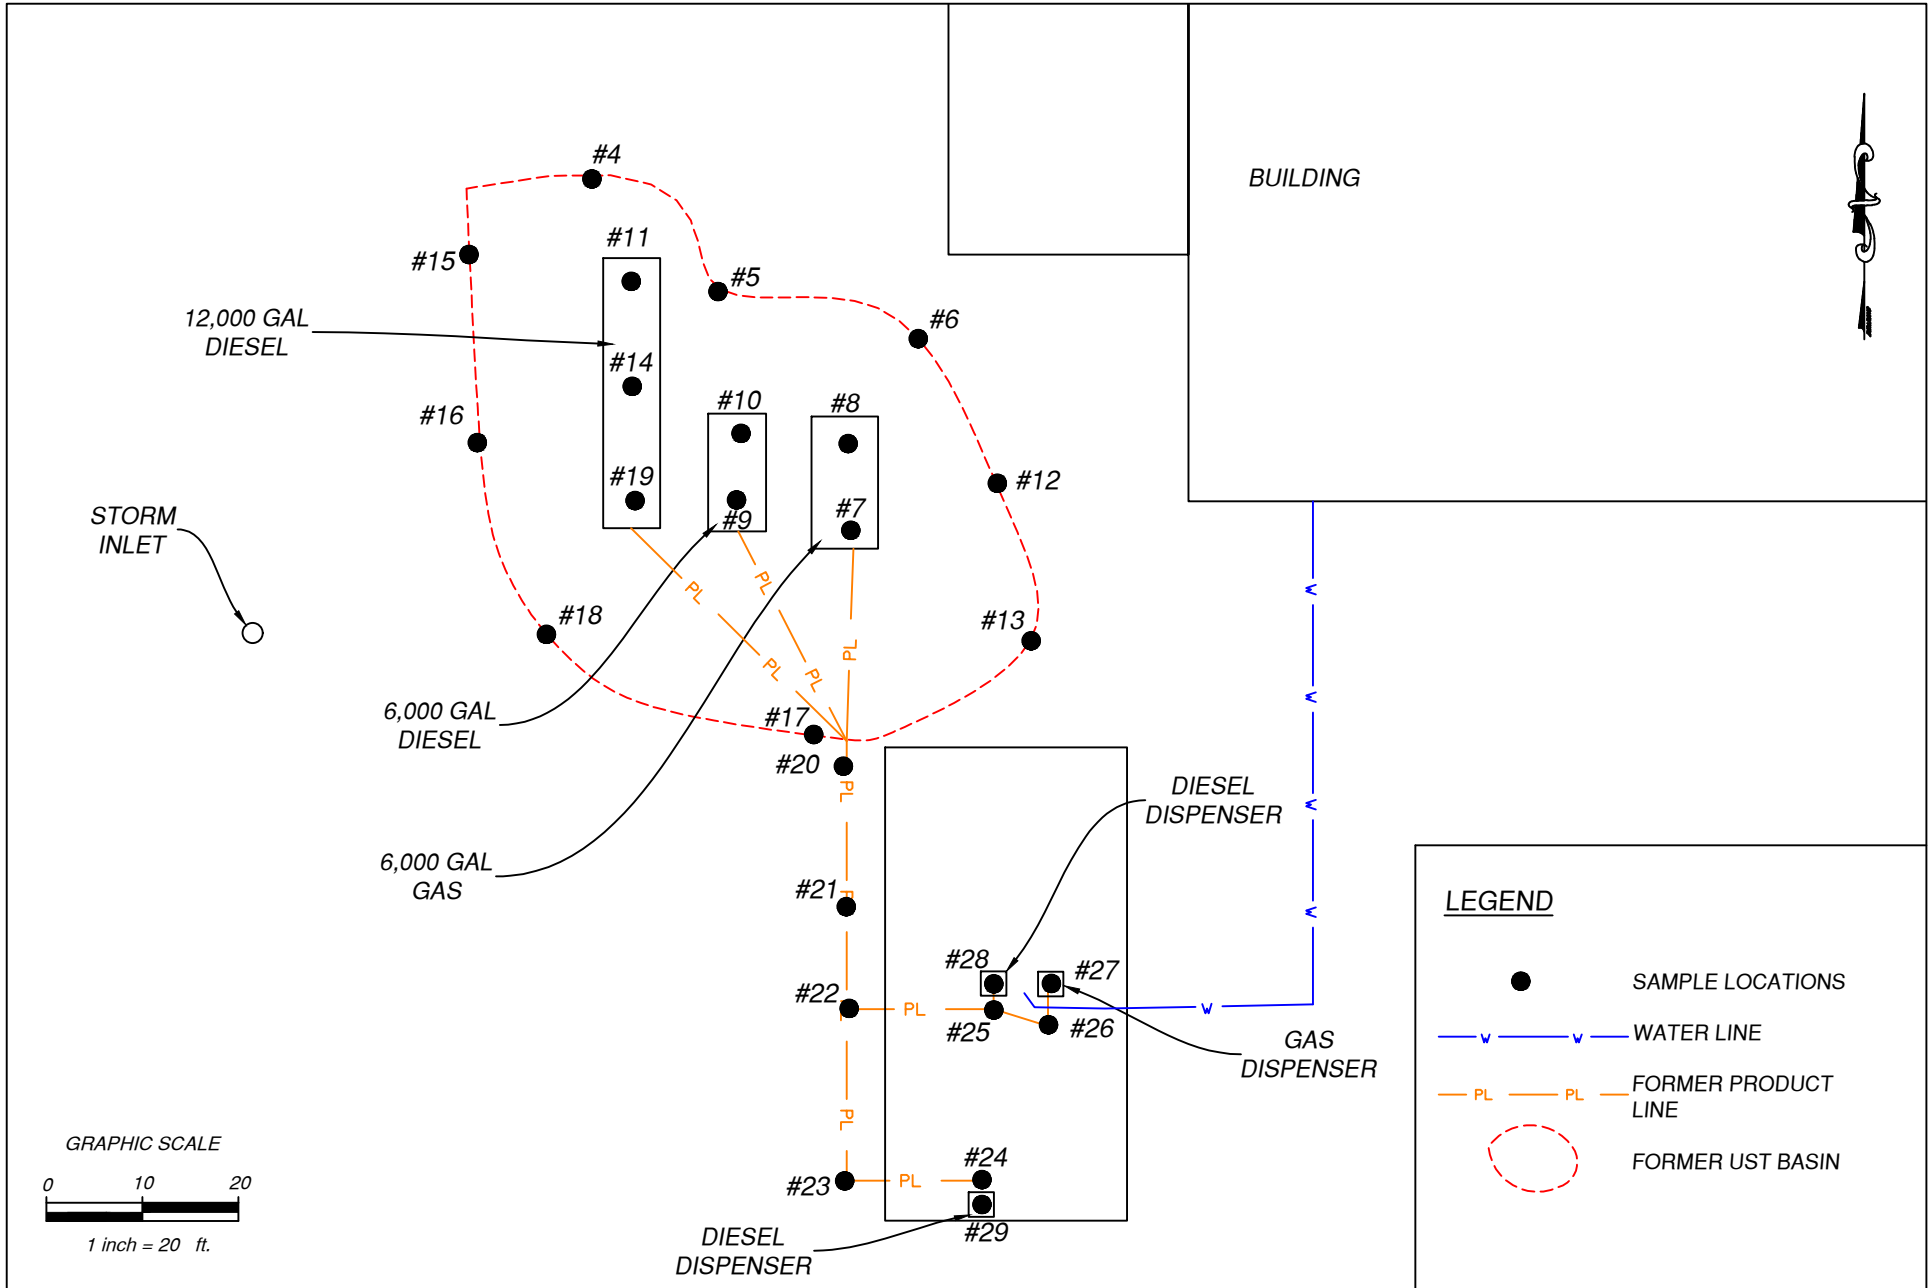 #4
BUILDING
#11
#15
#5
12,000 GAL
DIESEL
#6
#14
#10
#8
#16
#19
#12
#7
#9
STORM
INLET
PL
PL
#18
#13
PL
PL
PL
6,000 GAL
DIESEL
#17
#20
PL
DIESEL
DISPENSER
6,000 GAL
GAS
#21
#28
#27
#22
PL
#25
#26
GAS
DISPENSER
W
W
W
W
W
PL
#24
#23
PL
#29
DIESEL
DISPENSER
LEGEND
SAMPLE LOCATIONS
W W WATER LINE
PL PL FORMER PRODUCT
LINE
FORMER UST BASIN
GRAPHIC SCALE
0 10 20
1 inch = 20 ft.